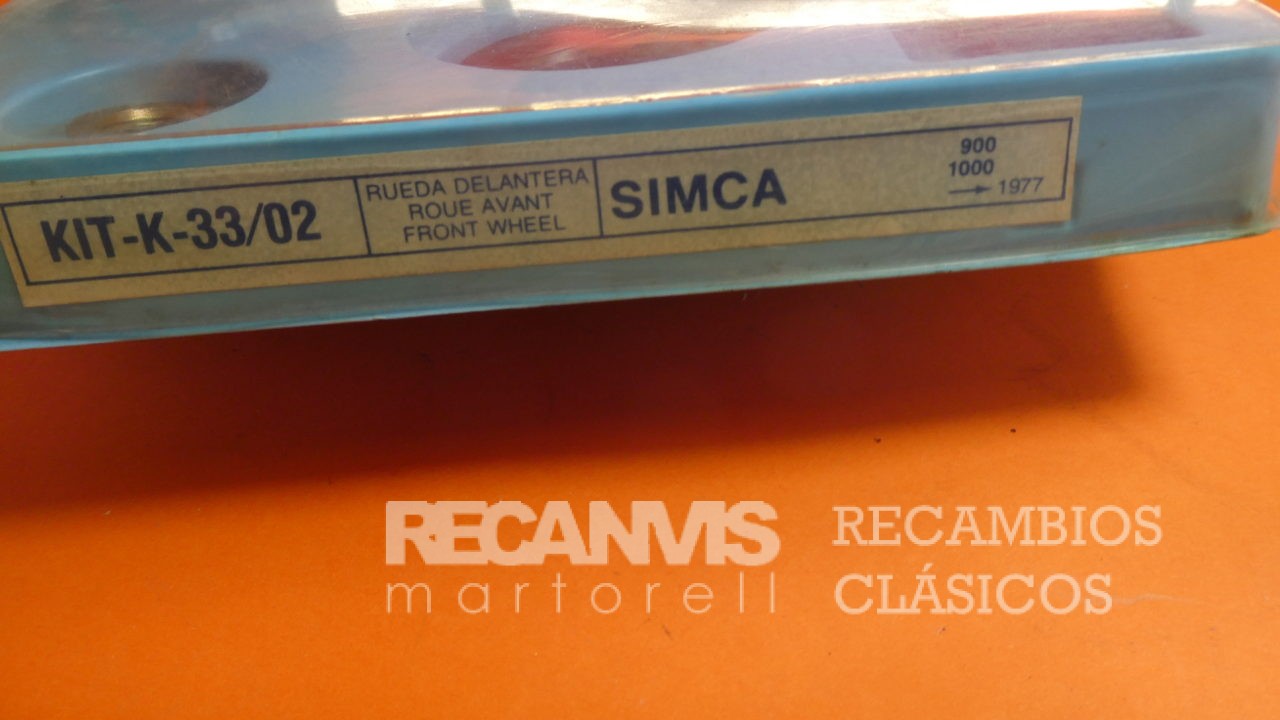 KIT-K-33/02
RUEDA DELANTERA
ROUE AVANT
FRONT WHEEL
SIMCA
900
1000
→ 1977
RECANVIS
martorell
RECAMBIOS
CLÁSICOS